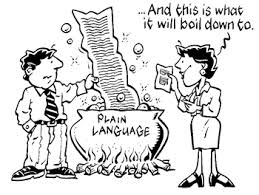 ...And this is what
it will boil down to.
PLAIN
LANGUAGE